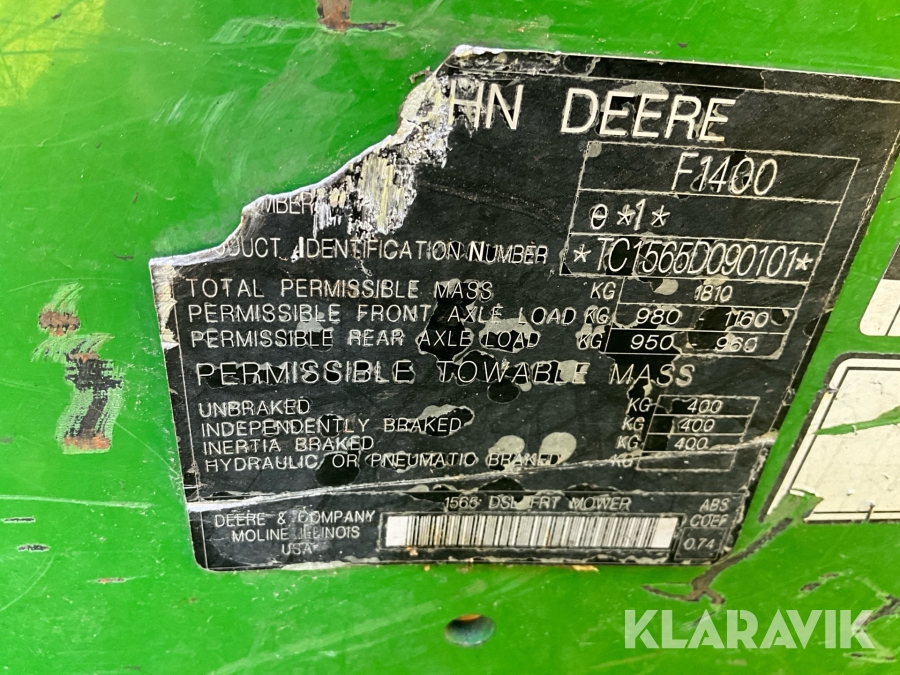 HN DEERE
F1400
MBER e*1*
DUCT IDENTIFICATION NUMBER *TC1565D090101*
TOTAL PERMISSIBLE MASS KG 1810
PERMISSIBLE FRONT AXLE LOAD KG 980 - 1160
PERMISSIBLE REAR AXLE LOAD KG 950 - 960
PERMISSIBLE TOWABLE MASS
UNBRAKED KG 400
INDEPENDENTLY BRAKED KG 400
INERTIA BRAKED KG 400
HYDRAULIC OR PNEUMATIC BRAKED KG -
1565 DSL FRT MOWER ABS
DEERE & COMPANY COEF
MOLINE ILLINOIS 0.74
USA
KLARAVIK